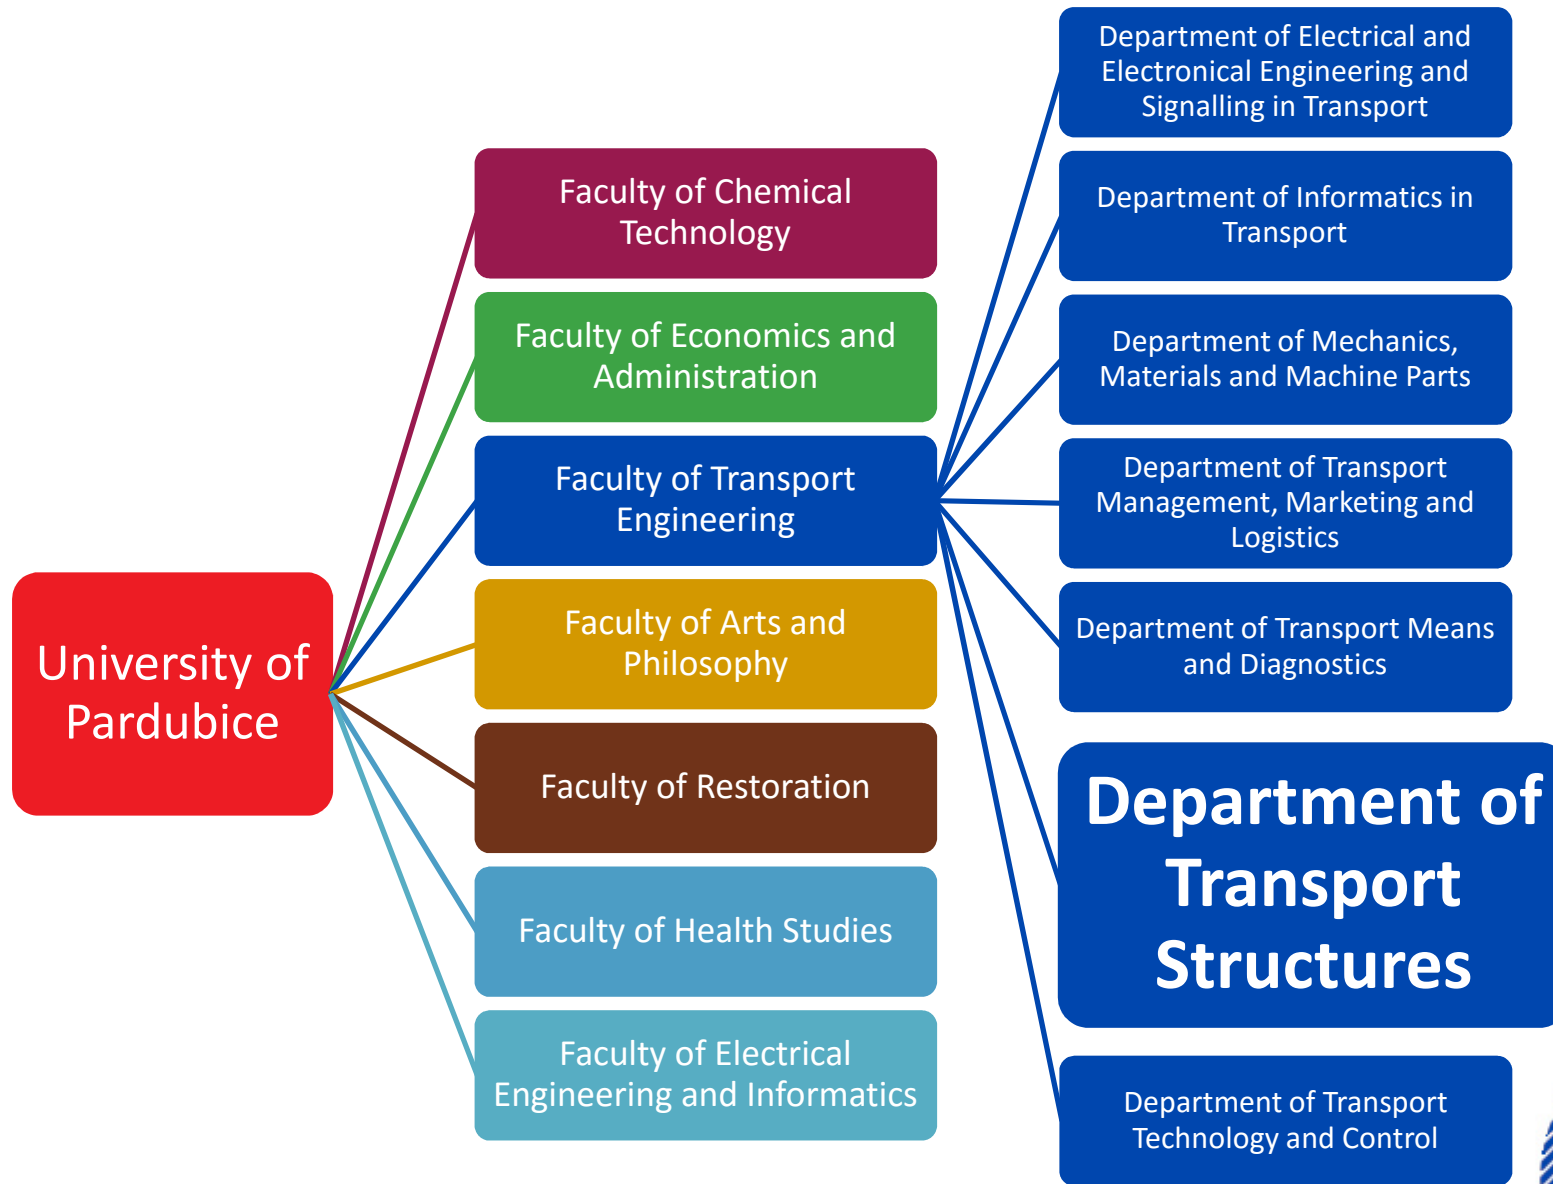 University of
Pardubice
Faculty of Chemical
Technology
Faculty of Economics and
Administration
Faculty of Transport
Engineering
Faculty of Arts and
Philosophy
Faculty of Restoration
Faculty of Health Studies
Faculty of Electrical
Engineering and Informatics
Department of Electrical and
Electronical Engineering and
Signalling in Transport
Department of Informatics in
Transport
Department of Mechanics,
Materials and Machine Parts
Department of Transport
Management, Marketing and
Logistics
Department of Transport Means
and Diagnostics
Department of
Transport
Structures
Department of Transport
Technology and Control